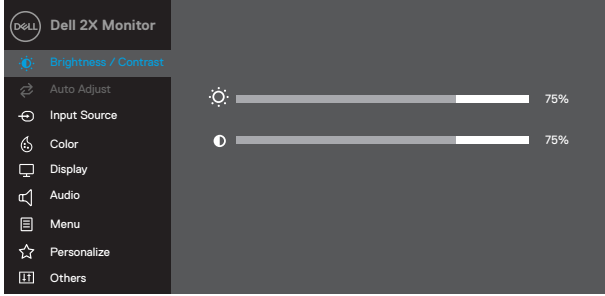 DELL
Dell 2X Monitor
Brightness / Contrast
Auto Adjust
75%
Input Source
Color
75%
Display
Audio
Menu
Personalize
Others